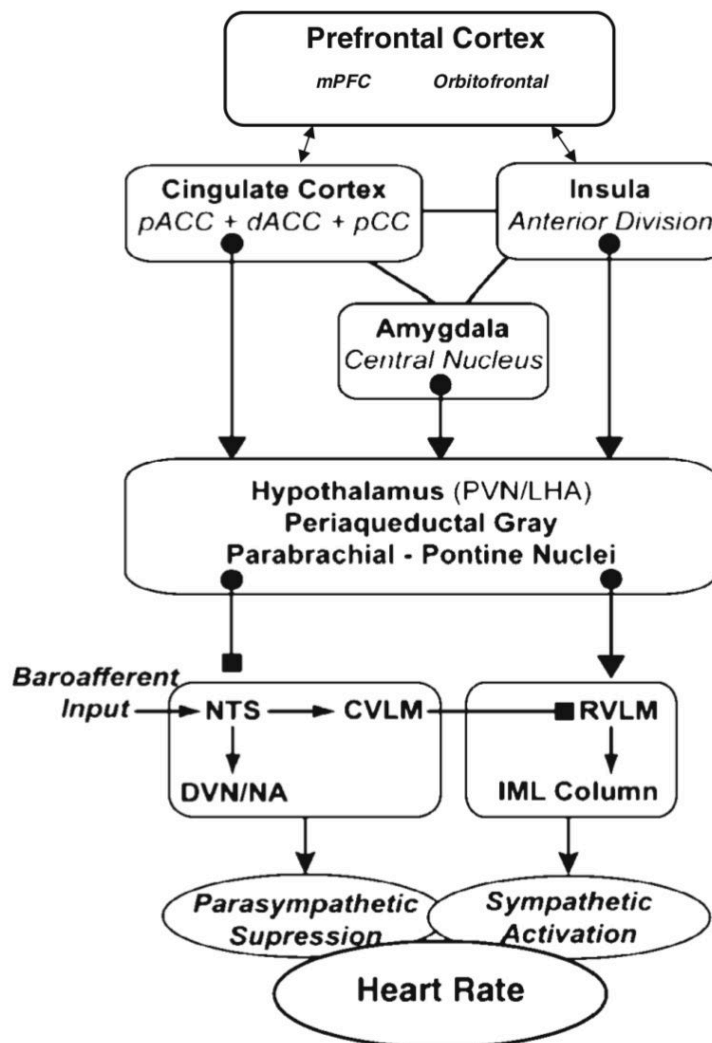 Prefrontal Cortex
mPFC Orbitofrontal
Cingulate Cortex
pACC + dACC + pCC
Insula
Anterior Division
Amygdala
Central Nucleus
Hypothalamus (PVN/LHA)
Periaqueductal Gray
Parabrachial - Pontine Nuclei
Baroafferent
Input
NTS CVLM
DVN/NA
RVLM
IML Column
Parasympathetic
Supression
Sympathetic
Activation
Heart Rate